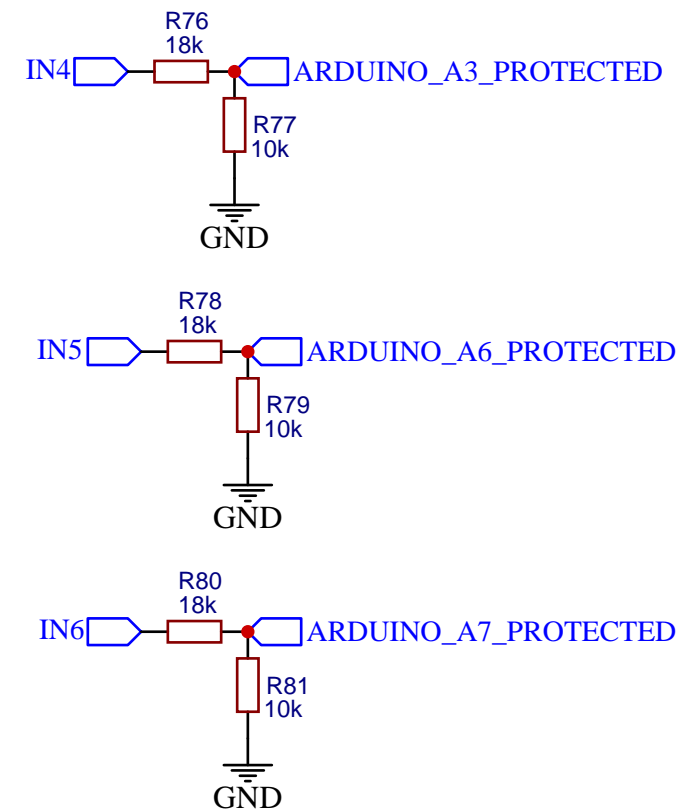 R76
18k
IN4 ARDUINO_A3_PROTECTED
R77
10k
GND
R78
18k
IN5 ARDUINO_A6_PROTECTED
R79
10k
GND
R80
18k
IN6 ARDUINO_A7_PROTECTED
R81
10k
GND